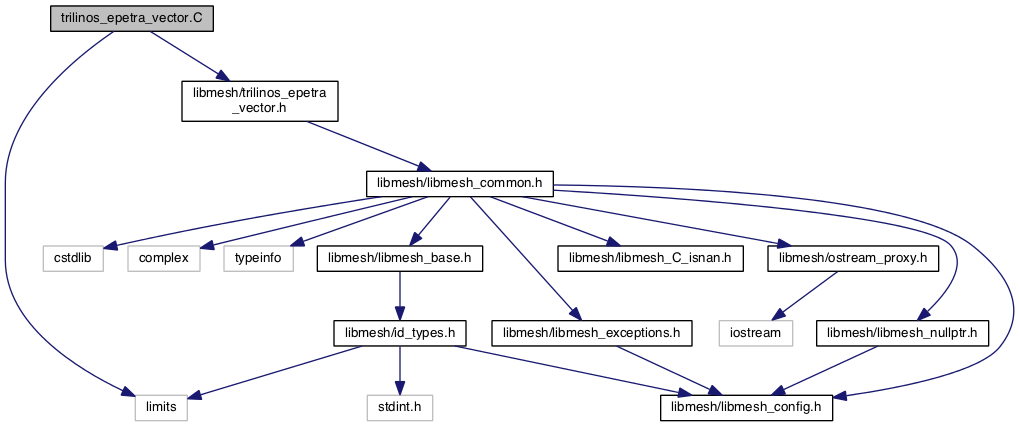 trilinos_epetra_vector.C
libmesh/trilinos_epetra
_vector.h
libmesh/libmesh_common.h
cstdlib
complex
typeinfo
libmesh/libmesh_base.h
libmesh/libmesh_C_isnan.h
libmesh/ostream_proxy.h
libmesh/id_types.h
libmesh/libmesh_exceptions.h
iostream
libmesh/libmesh_nullptr.h
limits
stdint.h
libmesh/libmesh_config.h